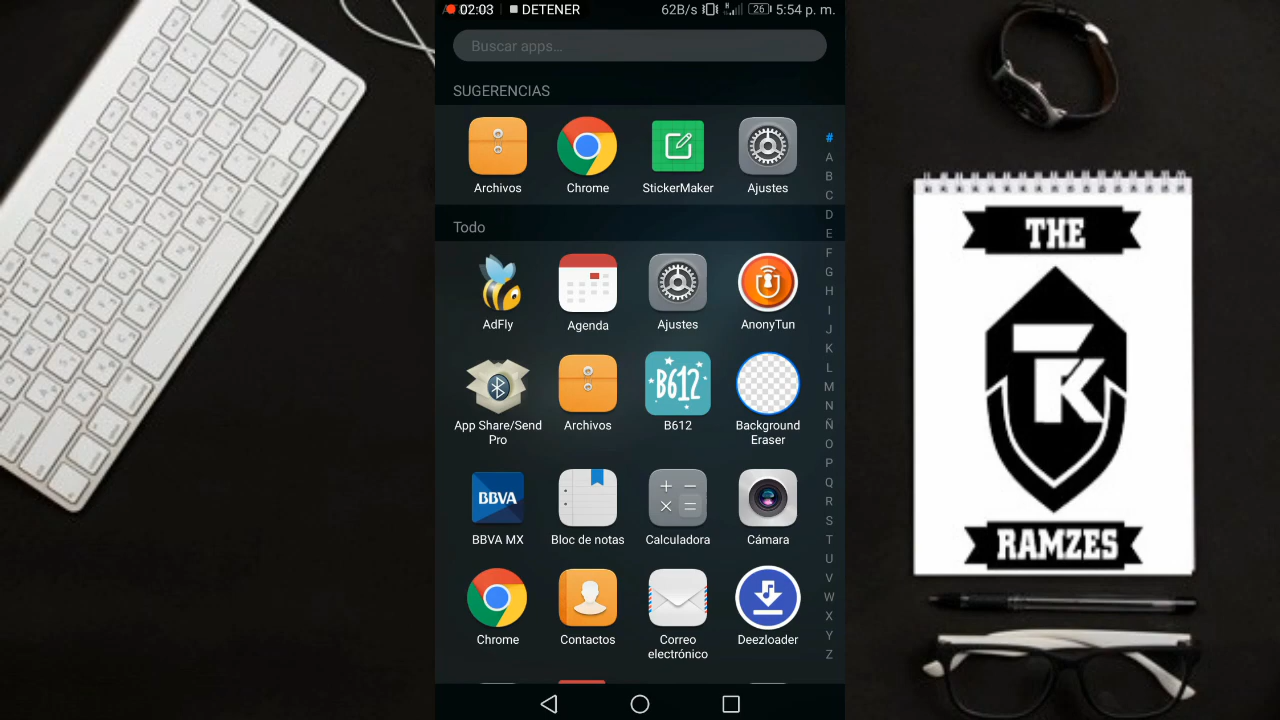 02:03 DETENER 62B/s H 26 5:54 p. m.
Buscar apps...
SUGERENCIAS
Archivos Chrome StickerMaker Ajustes
Todo
AdFly Agenda Ajustes AnonyTun
B612
App Share/Send
Pro
Archivos B612 Background
Eraser
BBVA
BBVA MX Bloc de notas Calculadora Cámara
Chrome Contactos Correo
electrónico
Deezloader
#
A
B
C
D
E
F
G
H
I
J
K
L
M
N
Ñ
O
P
Q
R
S
T
U
V
W
X
Y
Z
THE
TK
RAMZES